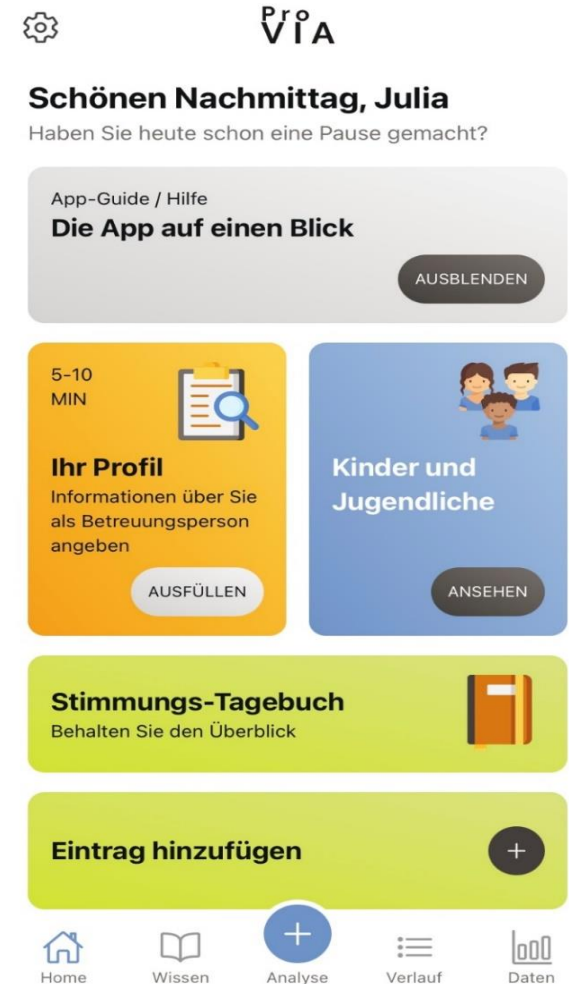 Pro
VIA
Schönen Nachmittag, Julia
Haben Sie heute schon eine Pause gemacht?
App-Guide / Hilfe
Die App auf einen Blick
AUSBLENDEN
5-10
MIN
Ihr Profil
Informationen über Sie
als Betreuungsperson
angeben
AUSFÜLLEN
Kinder und
Jugendliche
ANSEHEN
Stimmungs-Tagebuch
Behalten Sie den Überblick
Eintrag hinzufügen
Home
Wissen
Analyse
Verlauf
Daten